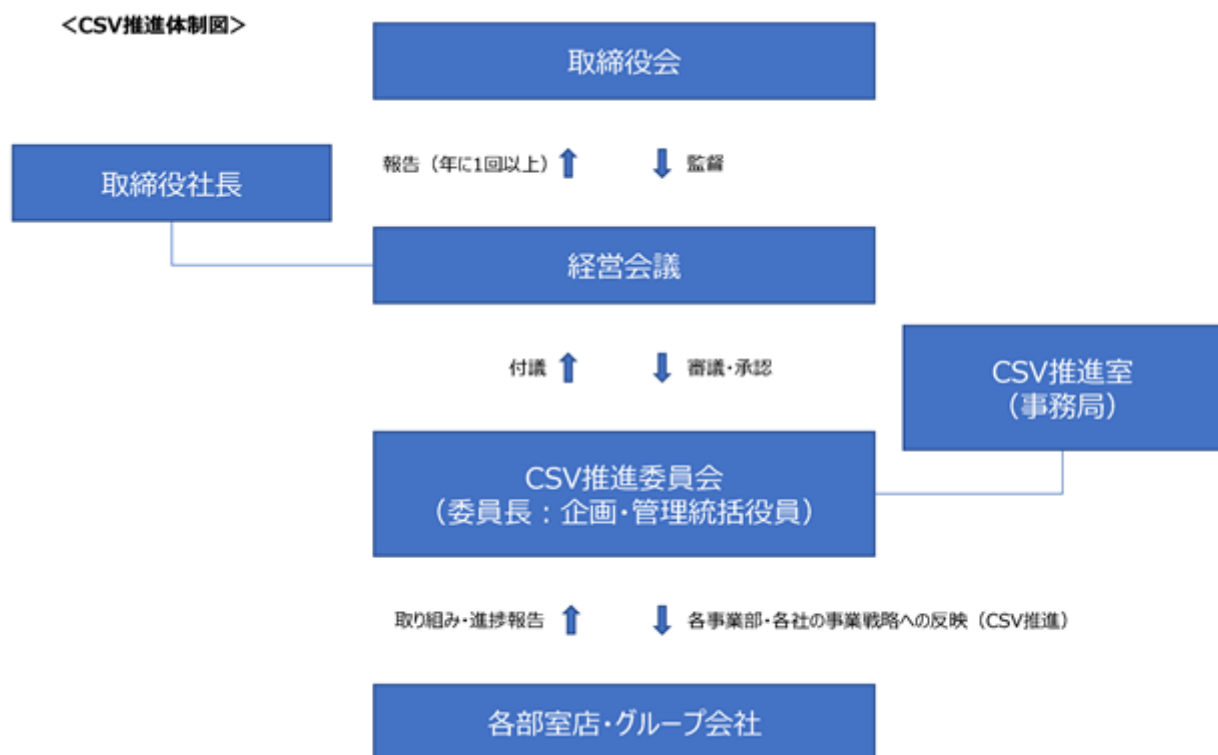 <CSV推進体制図>
取締役会
報告（年に1回以上）
監督
取締役社長
経営会議
付議
審議・承認
CSV推進室
（事務局）
CSV推進委員会
（委員長：企画・管理統括役員）
取り組み・進捗報告
各事業部・各社の事業戦略への反映（CSV推進）
各部室店・グループ会社